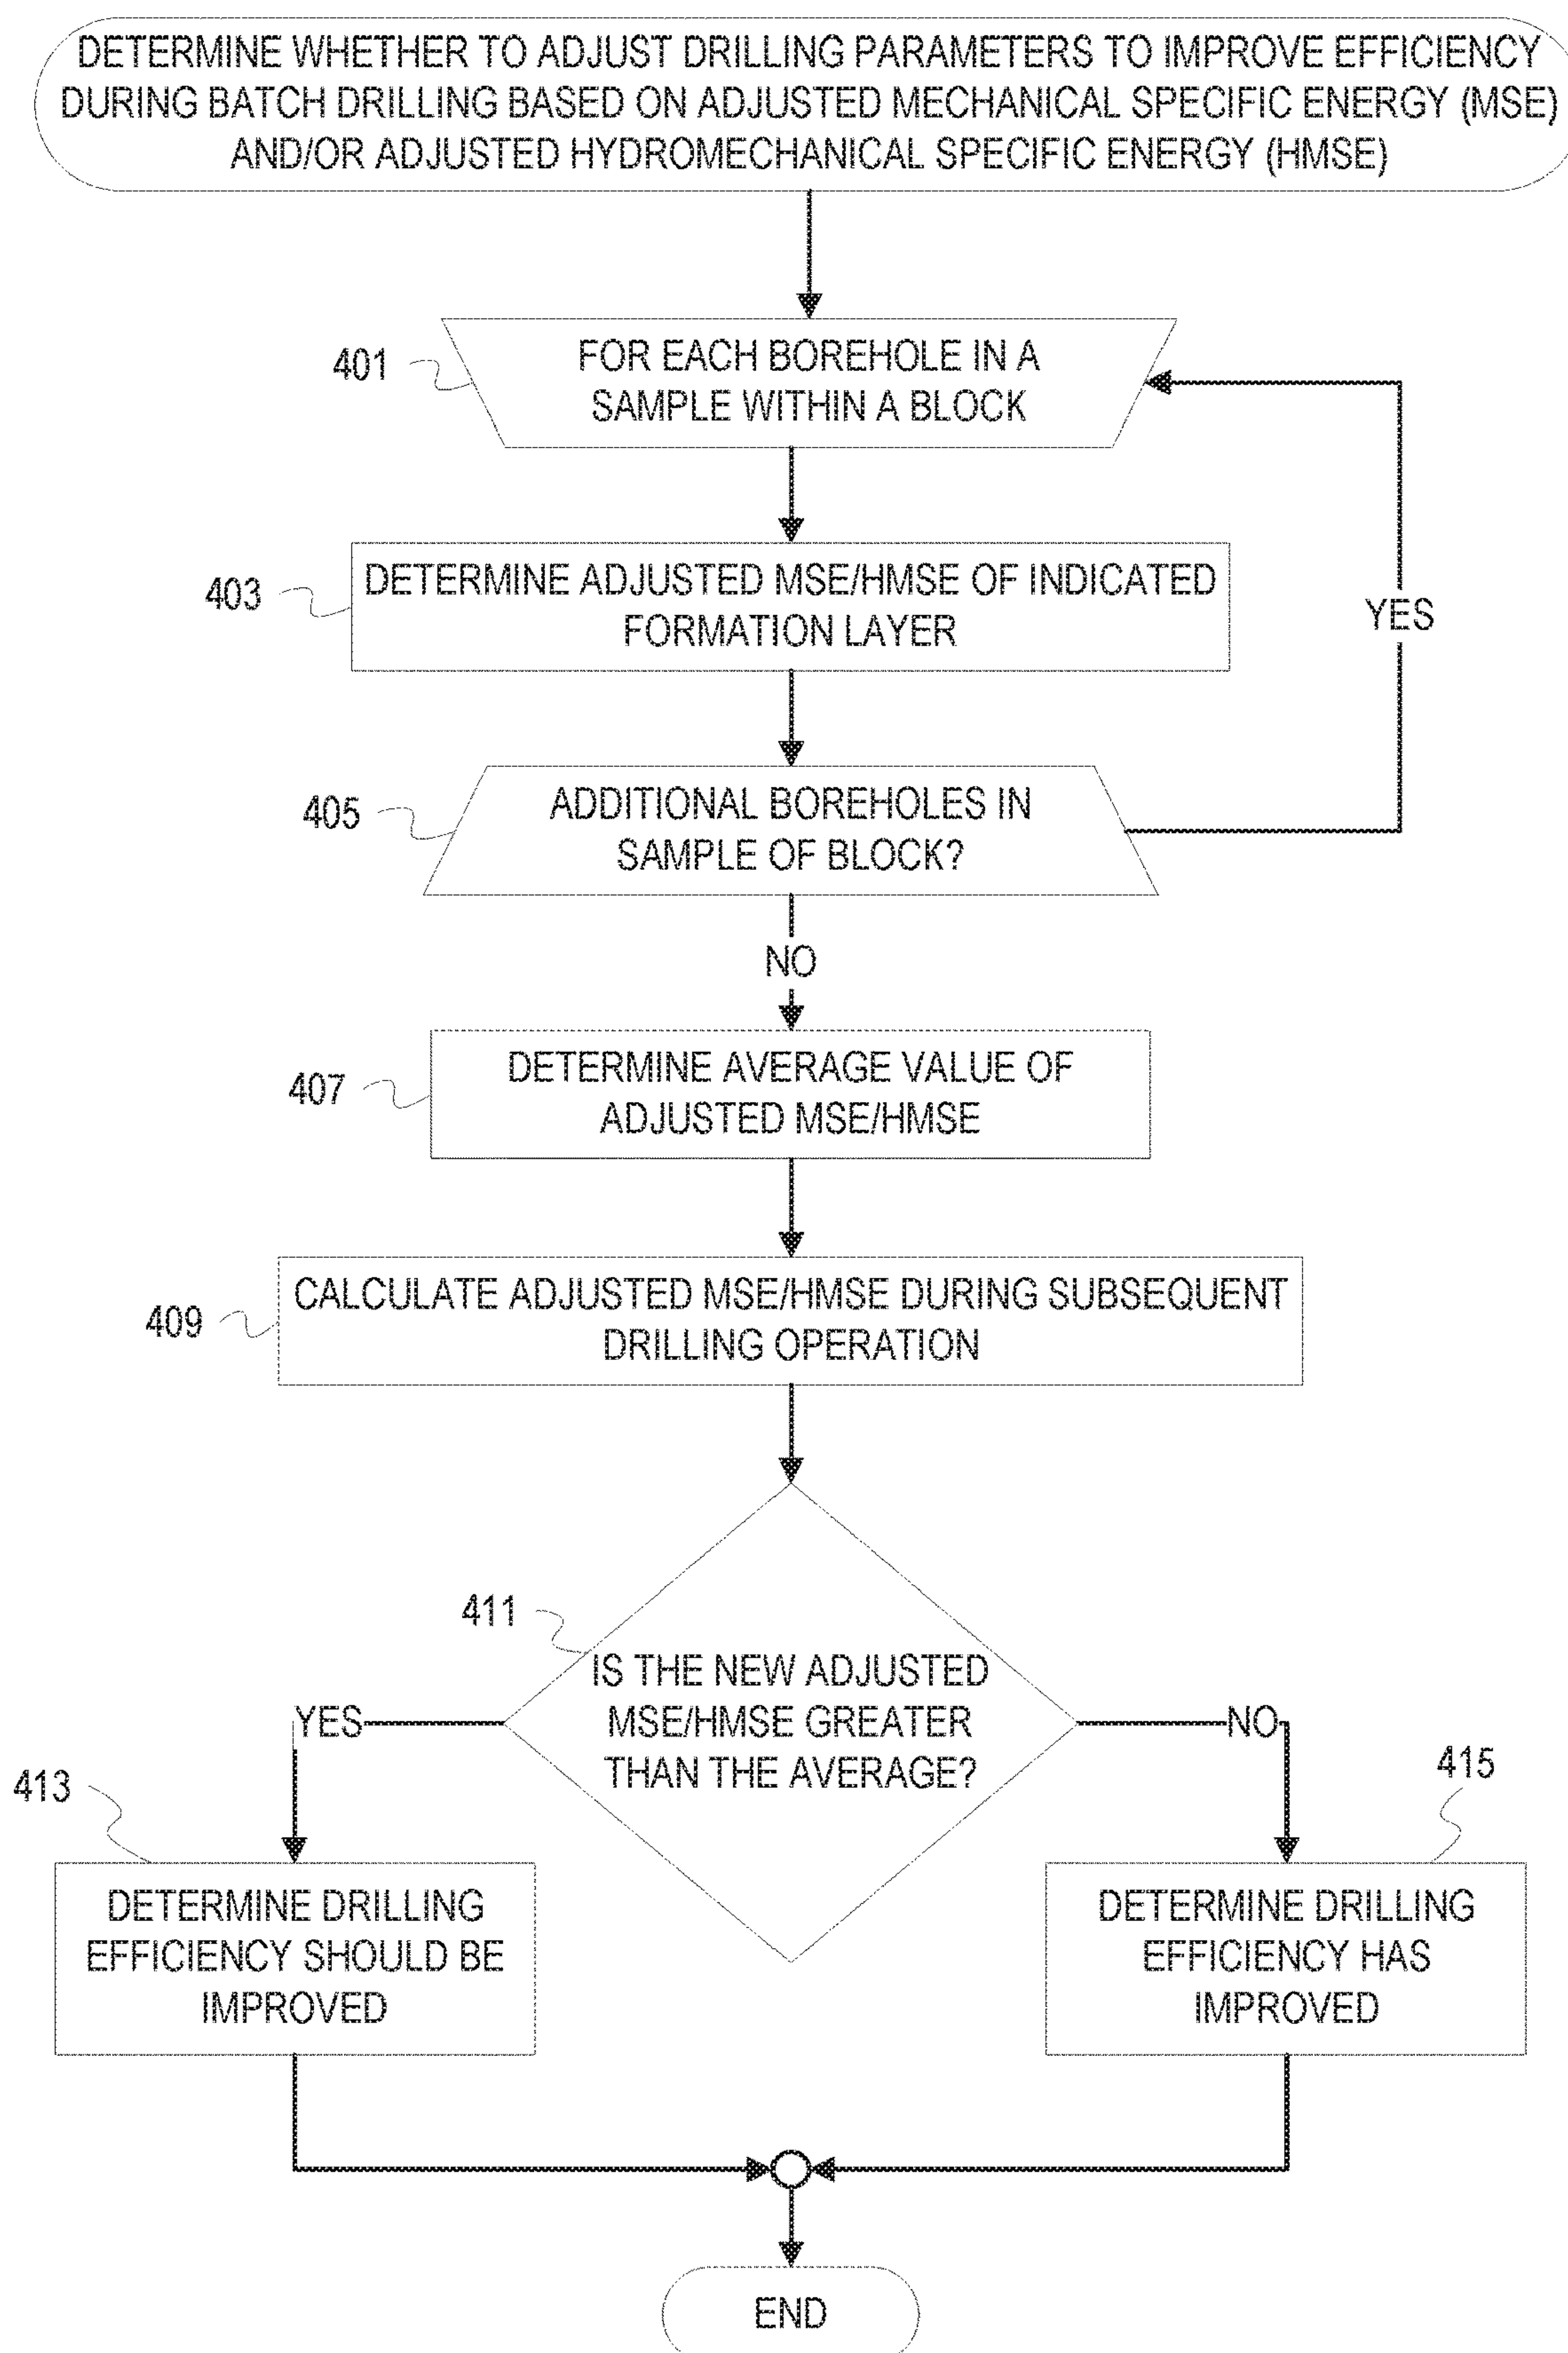 DETERMINE WHETHER TO ADJUST DRILLING PARAMETERS TO IMPROVE EFFICIENCY
DURING BATCH DRILLING BASED ON ADJUSTED MECHANICAL SPECIFIC ENERGY (MSE)
AND/OR ADJUSTED HYDROMECHANICAL SPECIFIC ENERGY (HMSE)
401
FOR EACH BOREHOLE IN A
SAMPLE WITHIN A BLOCK
403
DETERMINE ADJUSTED MSE/HMSE OF INDICATED
FORMATION LAYER
YES
405
ADDITIONAL BOREHOLES IN
SAMPLE OF BLOCK?
NO
407
DETERMINE AVERAGE VALUE OF
ADJUSTED MSE/HMSE
409
CALCULATE ADJUSTED MSE/HMSE DURING SUBSEQUENT
DRILLING OPERATION
411
IS THE NEW ADJUSTED
MSE/HMSE GREATER
THAN THE AVERAGE?
YES
NO
413
DETERMINE DRILLING
EFFICIENCY SHOULD BE
IMPROVED
415
DETERMINE DRILLING
EFFICIENCY HAS
IMPROVED
END